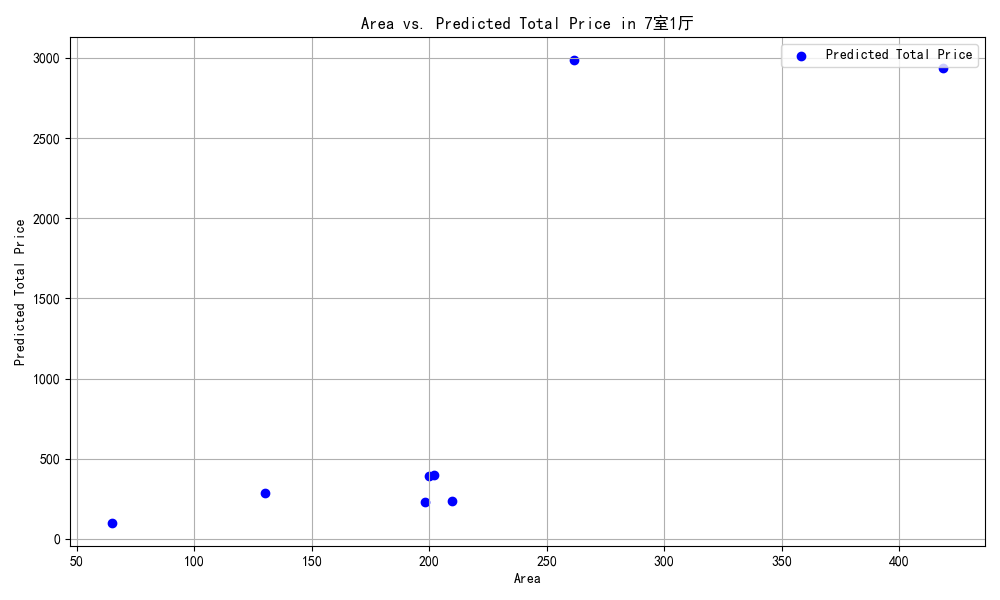 Area vs. Predicted Total Price in 7室1厅
Predicted Total Price
3000
2500
2000
1500
1000
500
0
Predicted Total Price
50 100 150 200 250 300 350 400
Area